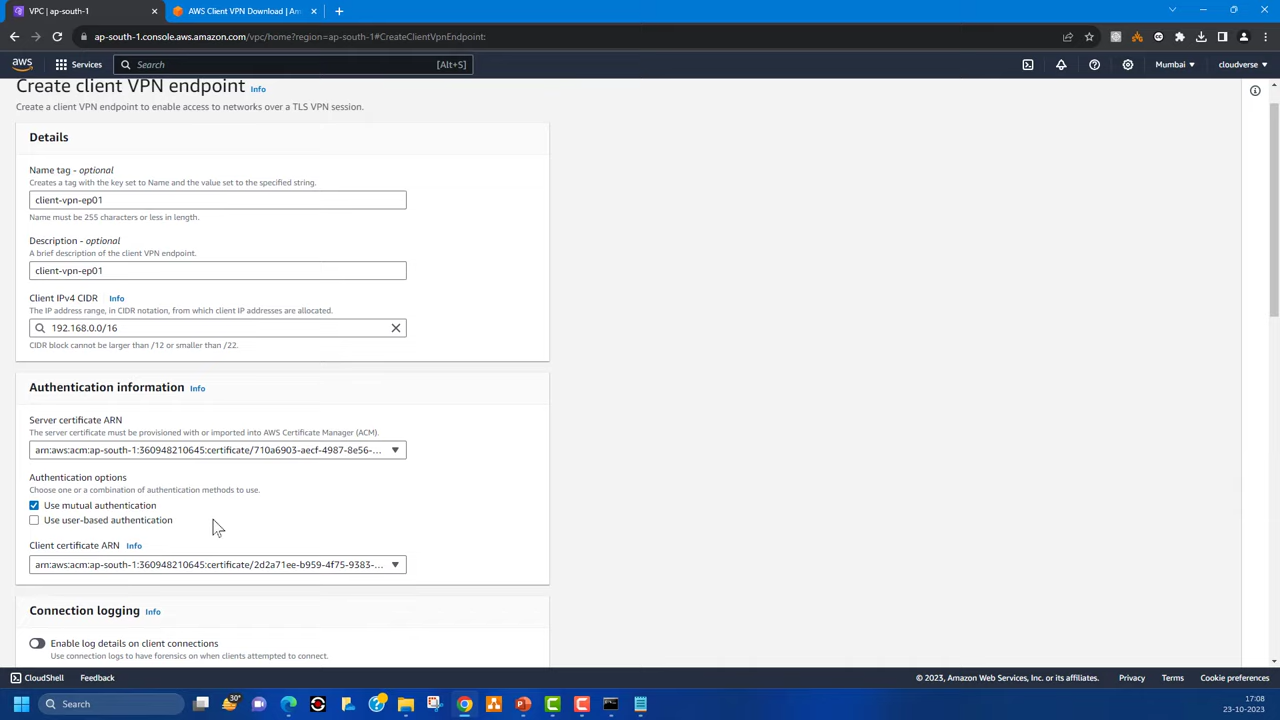 VPC | ap-south-1
AWS Client VPN Download | Am
ap-south-1.console.aws.amazon.com/vpc/home?region=ap-south-1#CreateClientVpnEndpoint:
aws
Services
Search
[Alt+S]
Mumbai
cloudverse
Create client VPN endpoint Info
Create a client VPN endpoint to enable access to networks over a TLS VPN session.
Details
Name tag - optional
Creates a tag with the key set to Name and the value set to the specified string.
client-vpn-ep01
Name must be 255 characters or less in length.
Description - optional
A brief description of the client VPN endpoint.
client-vpn-ep01
Client IPv4 CIDR Info
The IP address range, in CIDR notation, from which client IP addresses are allocated.
192.168.0.0/16
CIDR block cannot be larger than /12 or smaller than /22.
Authentication information Info
Server certificate ARN
The server certificate must be provisioned with or imported into AWS Certificate Manager (ACM).
arn:aws:acm:ap-south-1:360948210645:certificate/710a6903-aecf-4987-8e56-...
Authentication options
Choose one or a combination of authentication methods to use.
Use mutual authentication
Use user-based authentication
Client certificate ARN Info
arn:aws:acm:ap-south-1:360948210645:certificate/2d2a71ee-b959-4f75-9383-...
Connection logging Info
Enable log details on client connections
Use connection logs to have forensics on when clients attempted to connect.
CloudShell
Feedback
© 2023, Amazon Web Services, Inc. or its affiliates.
Privacy
Terms
Cookie preferences
Search
30°
17:08
23-10-2023